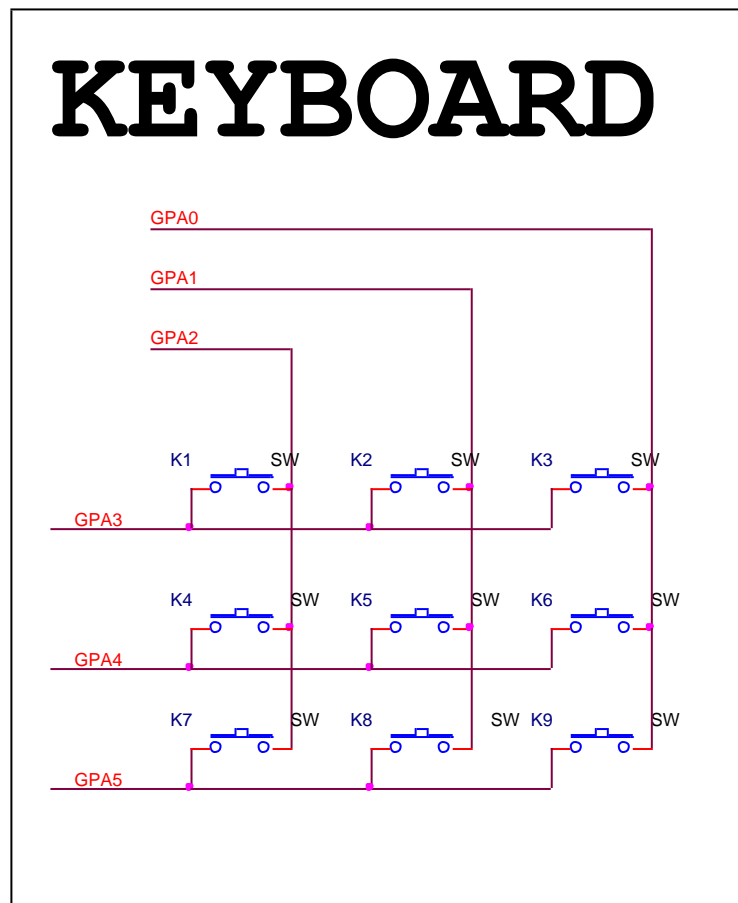 KEYBOARD
GPA0
GPA1
GPA2
K1 SW K2 SW K3 SW
GPA3
K4 SW K5 SW K6 SW
GPA4
K7 SW K8 SW K9 SW
GPA5